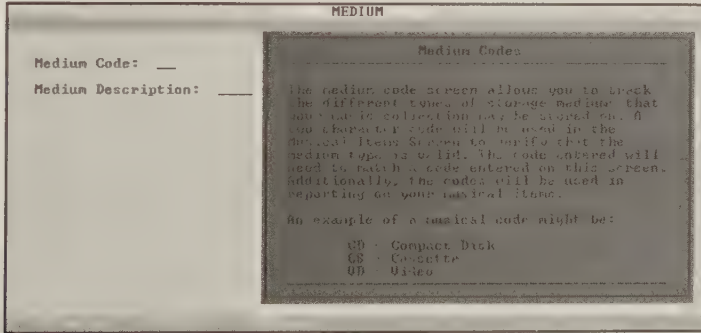 MEDIUM
Medium Code:
Medium Description:
Medium Codes
The medium code screen allows you to track
the different types of storage mediums that
your music collection may be stored on. A
two character code will be used in the
Musical Items Screen to verify that the
medium type is valid. The code entered will
need to match a code entered on this screen.
Additionally, the codes will be used in
reporting on your musical items.
An example of a musical code might be:
CD - Compact Disk
CS - Cassette
VD - Video